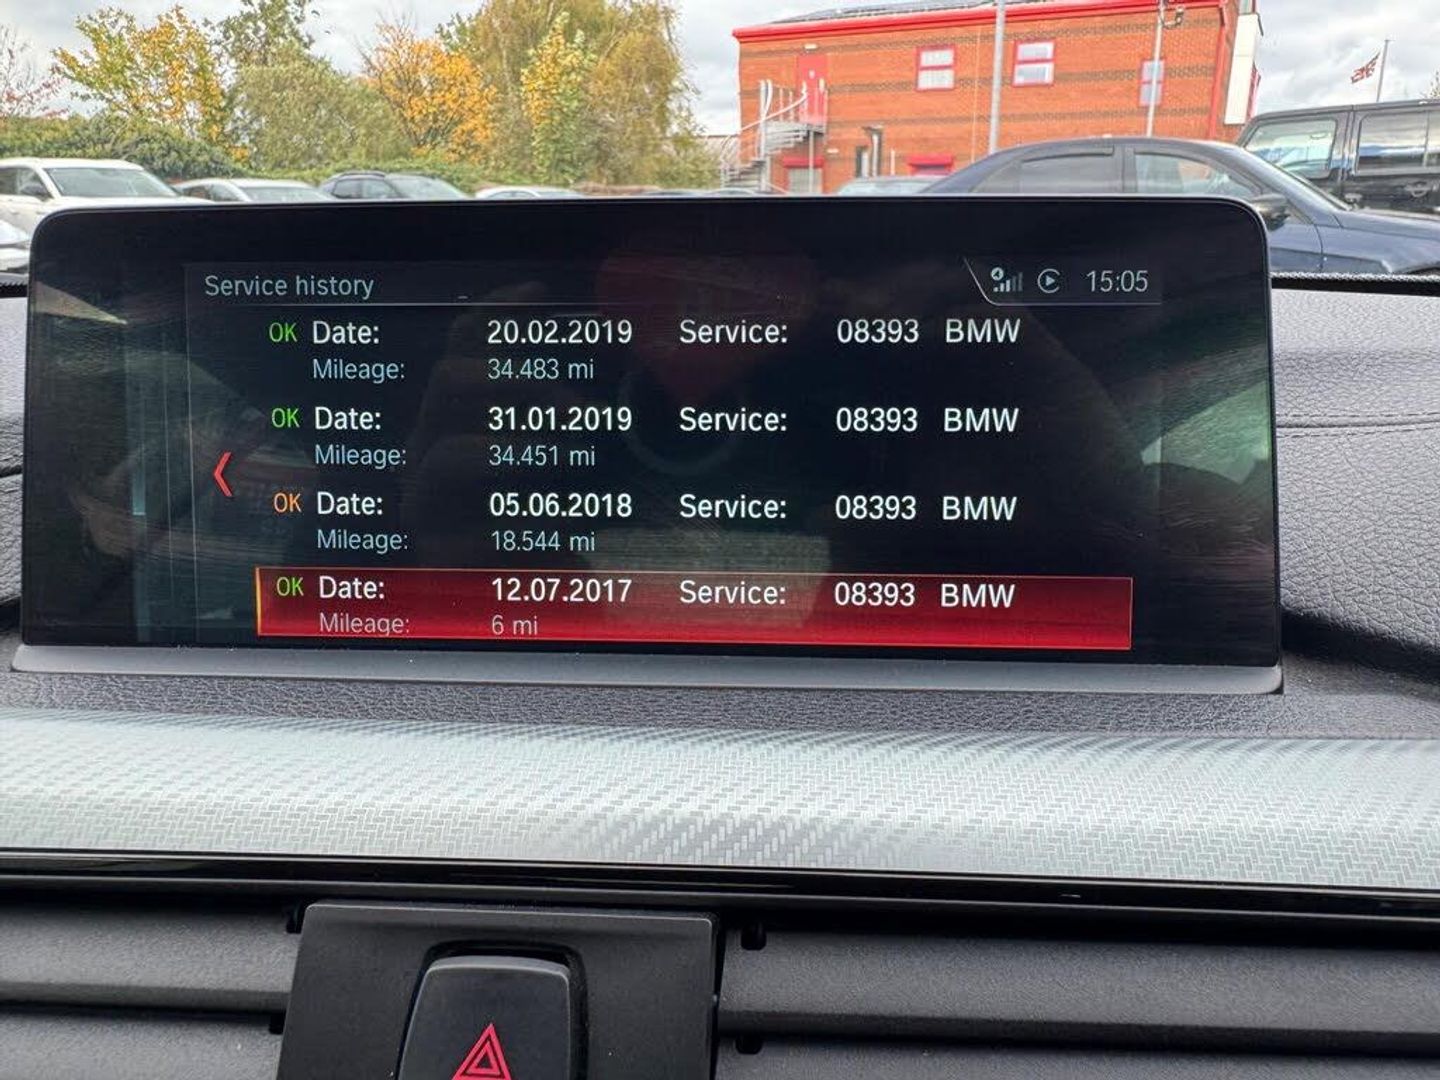 Service history 15:05
OK Date: 20.02.2019 Service: 08393 BMW
Mileage: 34.483 mi
OK Date: 31.01.2019 Service: 08393 BMW
Mileage: 34.451 mi
OK Date: 05.06.2018 Service: 08393 BMW
Mileage: 18.544 mi
OK Date: 12.07.2017 Service: 08393 BMW
Mileage: 6 mi